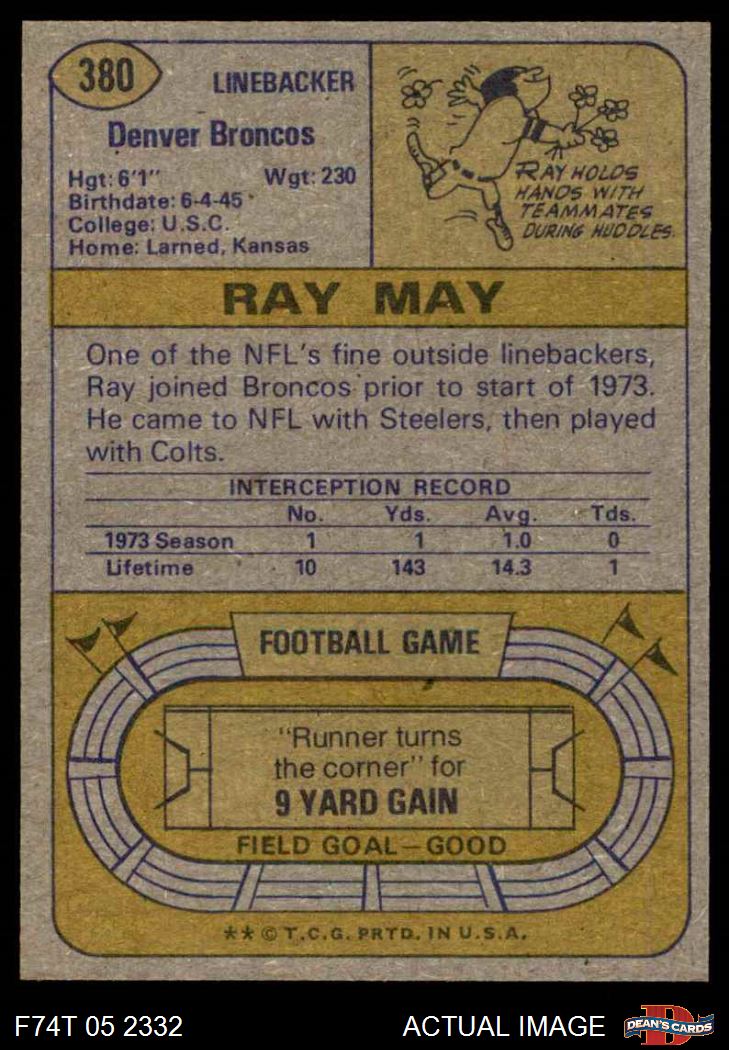 380
LINEBACKER
Denver Broncos
Hgt: 6'1" Wgt: 230
Birthdate: 6-4-45
College: U.S.C.
Home: Larned, Kansas
RAY HOLDS
HANDS WITH
TEAMMATES
DURING HUDDLES.
RAY MAY
One of the NFL's fine outside linebackers,
Ray joined Broncos prior to start of 1973.
He came to NFL with Steelers, then played
with Colts.
INTERCEPTION RECORD
No. Yds. Avg. Tds.
1973 Season 1 1 1.0 0
Lifetime 10 143 14.3 1
FOOTBALL GAME
"Runner turns
the corner" for
9 YARD GAIN
FIELD GOAL—GOOD
** © T.C.G. PRTD. IN U.S.A.
F74T 05 2332 ACTUAL IMAGE
D
DEAN'S CARDS